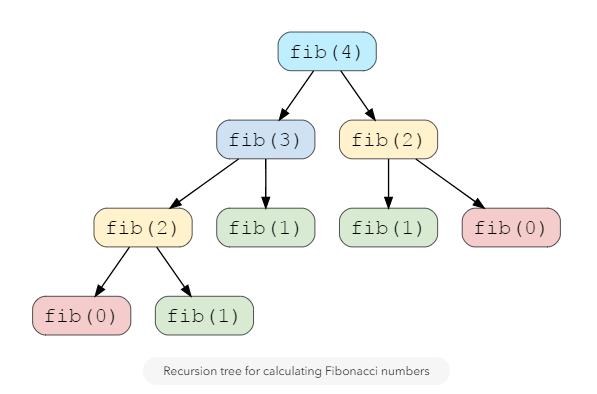 fib(4)
fib(3)
fib(2)
fib(2)
fib(1)
fib(1)
fib(0)
fib(0)
fib(1)
Recursion tree for calculating Fibonacci numbers